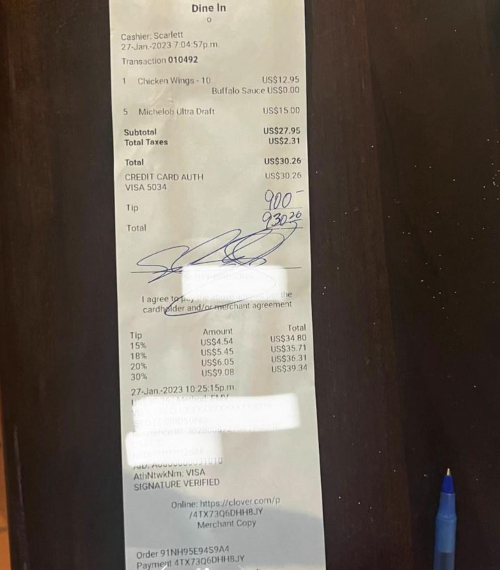 Dine In
o
Cashier: Scarlett
27-Jan.-2023 7:04:57p.m.
Transaction 010492
1 Chicken Wings - 10 US$12.95
Buffalo Sauce US$0.00
5 Michelob Ultra Draft US$15.00
Subtotal US$27.95
Total Taxes US$2.31
Total US$30.26
CREDIT CARD AUTH US$30.26
VISA 5034
Tip 900-
Total 930 26
I agree to pay the
cardholder and/or merchant agreement
Tip Amount Total
15% US$4.54 US$34.80
18% US$5.45 US$35.71
20% US$6.05 US$36.31
30% US$9.08 US$39.34
27-Jan.-2023 10:25:15p.m.
AthNtwkNm: VISA
SIGNATURE VERIFIED
Online: https://clover.com/p
/4TX73Q6DHH8JY
Merchant Copy
Order 91NH95E94S9A4
Payment 4TX73Q6DHH8JY